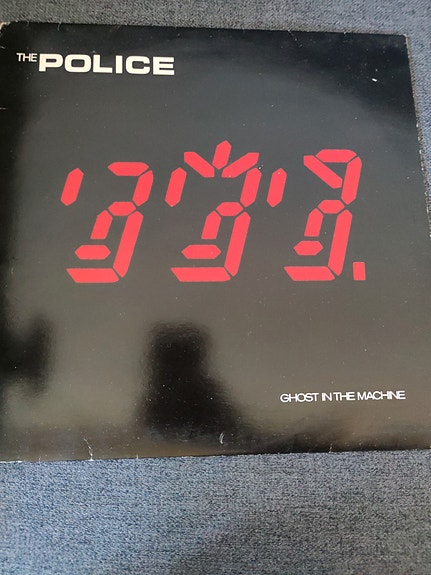 THE POLICE
GHOST IN THE MACHINE